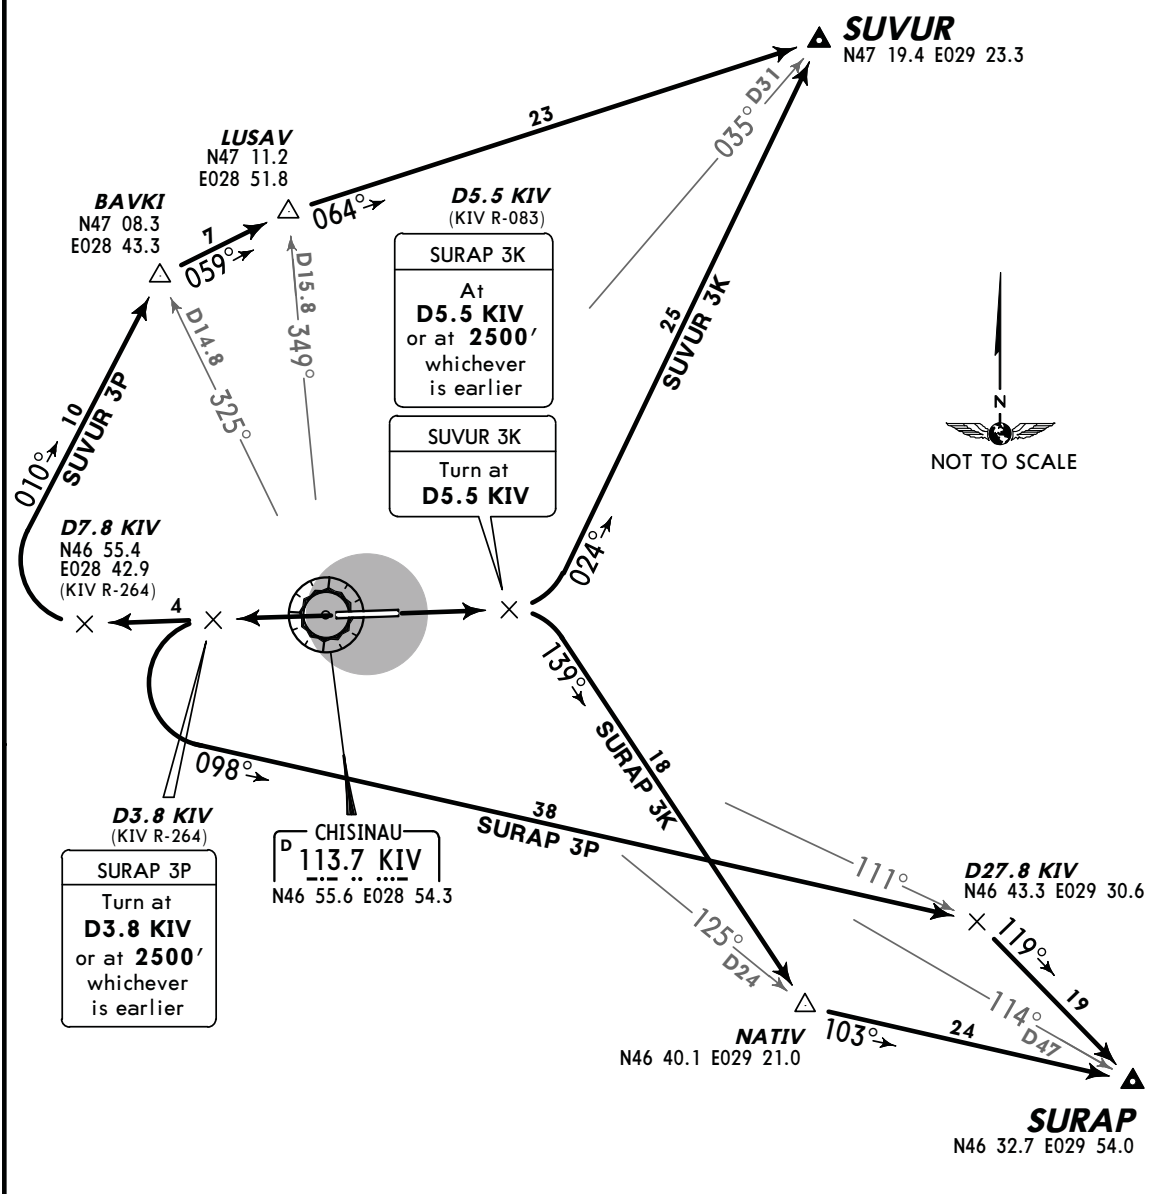 SUVUR
N47 19.4 E029 23.3
D31
035°
23
LUSAV
N47 11.2
E028 51.8
064°
BAVKI
N47 08.3
E028 43.3
7
059°
D5.5 KIV
(KIV R-083)
SURAP 3K
At
D5.5 KIV
or at 2500'
whichever
is earlier
SUVUR 3K
Turn at
D5.5 KIV
D15.8
349°
D14.8
325°
25
SUVUR 3K
N
NOT TO SCALE
10
SUVUR 3P
010°
D7.8 KIV
N46 55.4
E028 42.9
(KIV R-264)
4
024°
139°
18
SURAP 3K
098°
38
SURAP 3P
D3.8 KIV
(KIV R-264)
SURAP 3P
Turn at
D3.8 KIV
or at 2500'
whichever
is earlier
CHISINAU
D 113.7 KIV
N46 55.6 E028 54.3
111°
D27.8 KIV
N46 43.3 E029 30.6
125°
D24
119°
19
114°
D47
NATIV
N46 40.1 E029 21.0
103°
24
SURAP
N46 32.7 E029 54.0